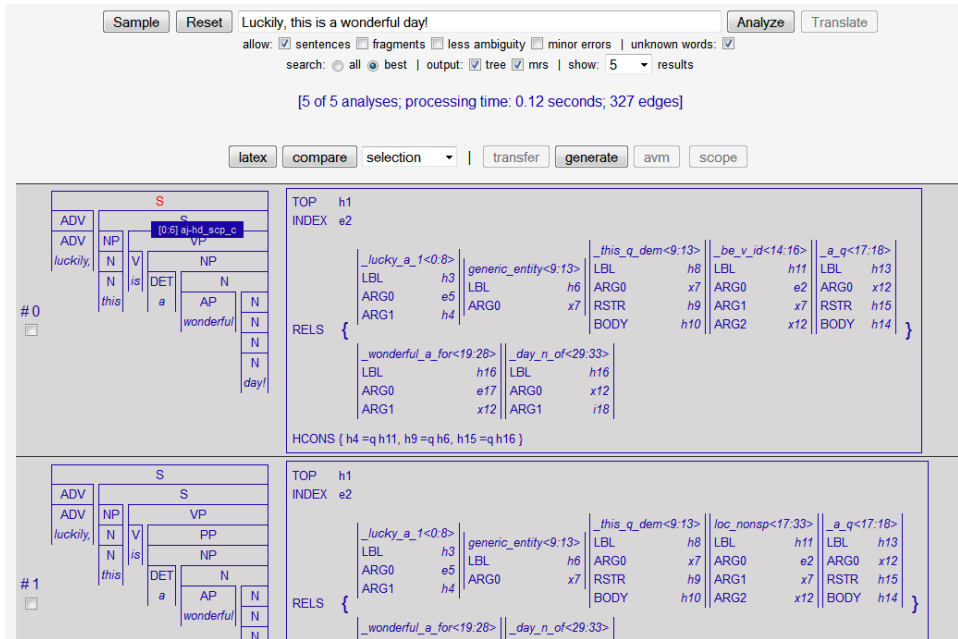 Sample Reset Luckily, this is a wonderful day! Analyze Translate
allow: sentences fragments less ambiguity minor errors | unknown words:
search: all best | output: tree mrs | show: 5 results
[5 of 5 analyses; processing time: 0.12 seconds; 327 edges]
latex compare selection | transfer generate avm scope
#0
S
ADV S
[0:6] aj-hd_scp_c
ADV NP VP
luckily, N V NP
N is DET N
this a AP N
wonderful N
N
N
day!
TOP h1
INDEX e2
RELS {
_lucky_a_1<0:8>
LBL h3
ARG0 e5
ARG1 h4
generic_entity<9:13>
LBL h6
ARG0 x7
_this_q_dem<9:13>
LBL h8
ARG0 x7
RSTR h9
BODY h10
_be_v_id<14:16>
LBL h11
ARG0 e2
ARG1 x7
ARG2 x12
_a_q<17:18>
LBL h13
ARG0 x12
RSTR h15
BODY h14
}
_wonderful_a_for<19:28>
LBL h16
ARG0 e17
ARG1 x12
_day_n_of<29:33>
LBL h16
ARG0 x12
ARG1 i18
HCONS { h4 =q h11, h9 =q h6, h15 =q h16 }
#1
S
ADV S
ADV NP VP
luckily, N V PP
N is NP
this DET N
a AP N
wonderful N
N
TOP h1
INDEX e2
RELS {
_lucky_a_1<0:8>
LBL h3
ARG0 e5
ARG1 h4
generic_entity<9:13>
LBL h6
ARG0 x7
_this_q_dem<9:13>
LBL h8
ARG0 x7
RSTR h9
BODY h10
loc_nonsp<17:33>
LBL h11
ARG0 e2
ARG1 x7
ARG2 x12
_a_q<17:18>
LBL h13
ARG0 x12
RSTR h15
BODY h14
}
_wonderful_a_for<19:28>
_day_n_of<29:33>